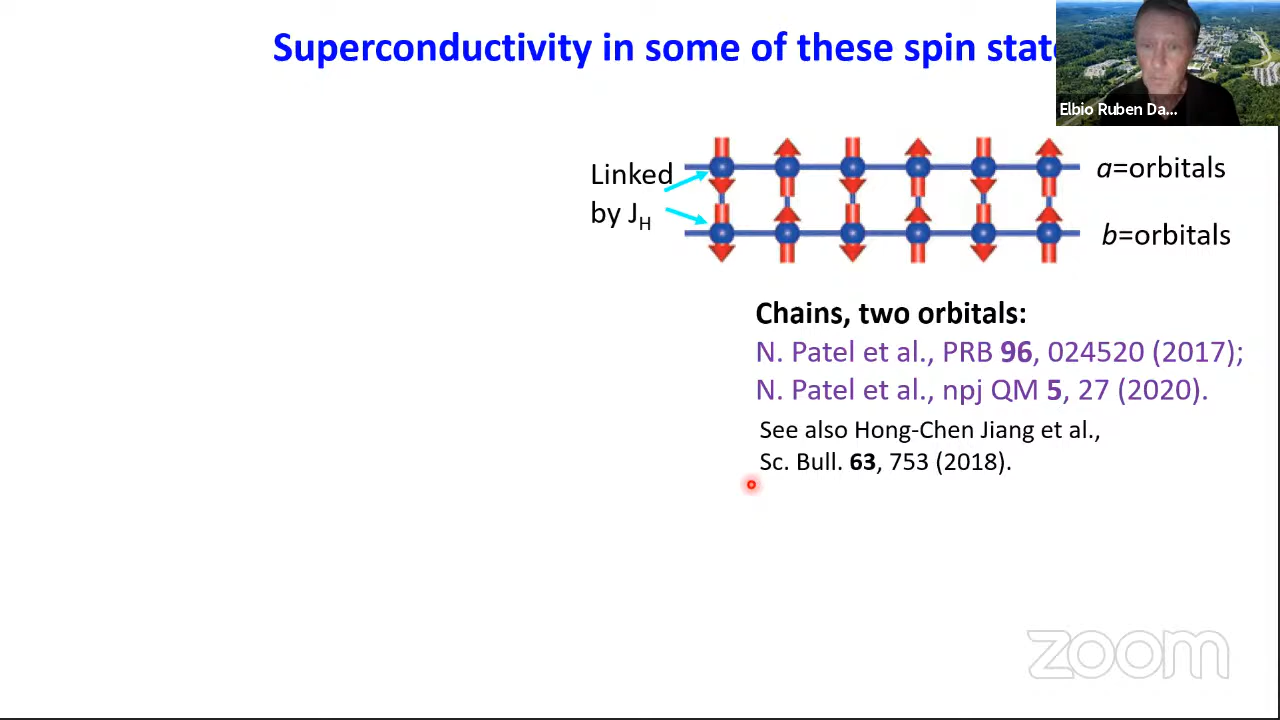 Superconductivity in some of these spin state
Elbio Ruben Da...
Linked
by J_H
a=orbitals
b=orbitals
Chains, two orbitals:
N. Patel et al., PRB 96, 024520 (2017);
N. Patel et al., npj QM 5, 27 (2020).
See also Hong-Chen Jiang et al.,
Sc. Bull. 63, 753 (2018).
zoom